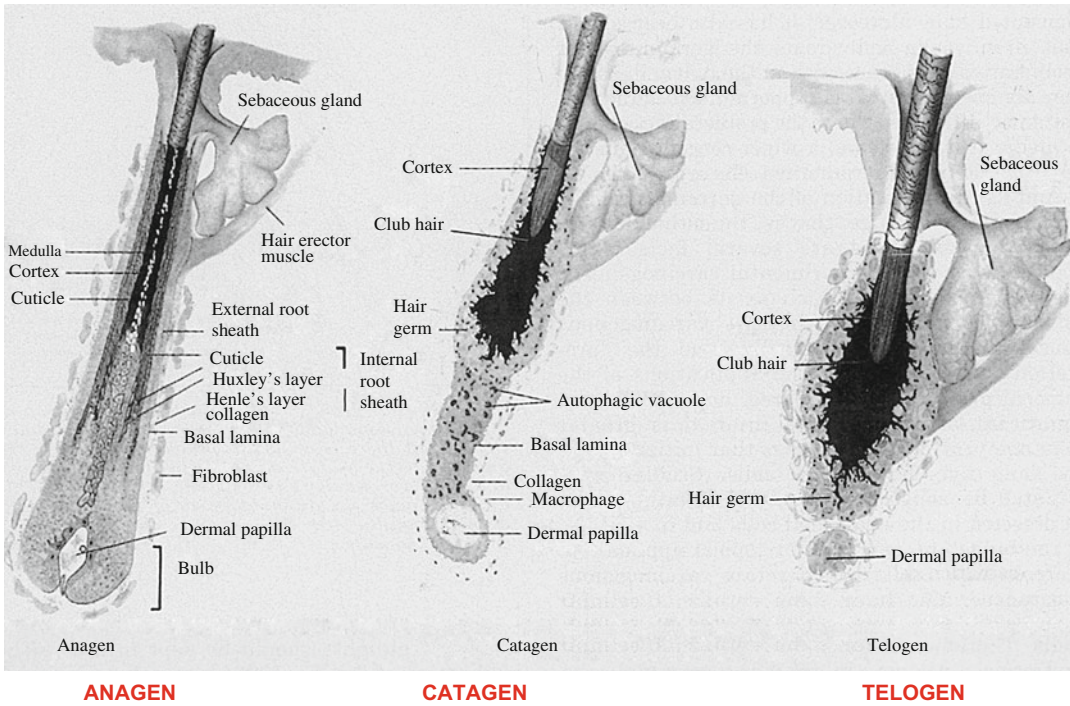 Sebaceous gland
Medulla
Cortex
Cuticle
Hair erector
muscle
External root
sheath
Cuticle
Huxley's layer
Henle's layer
collagen
Internal
root
sheath
Basal lamina
Fibroblast
Dermal papilla
Bulb
Anagen
Sebaceous gland
Cortex
Club hair
Hair
germ
Autophagic vacuole
Basal lamina
Collagen
Macrophage
Dermal papilla
Catagen
Sebaceous
gland
Cortex
Club hair
Hair germ
Dermal papilla
Telogen
ANAGEN
CATAGEN
TELOGEN